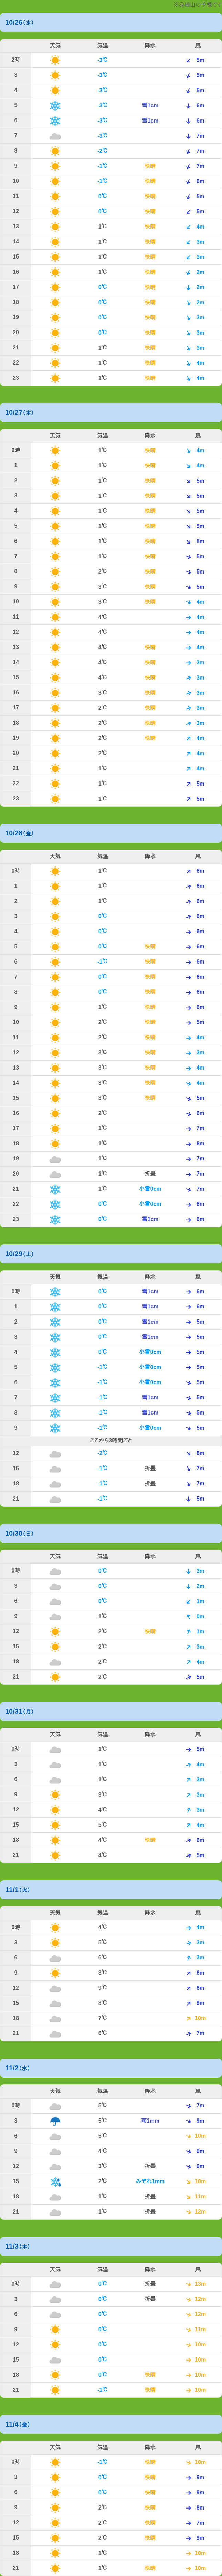 の予報です
10/26(水)
天気 気温 降水 風
2時 -3℃ 5m
3 -3℃ 5m
4 -3℃ 5m
5 -3℃ 雪1cm 6m
6 -3℃ 雪1cm 6m
7 -3℃ 7m
8 -2℃ 7m
9 -1℃ 快晴 7m
10 -1℃ 快晴 6m
11 0℃ 快晴 5m
12 0℃ 快晴 5m
13 1℃ 快晴 4m
14 1℃ 快晴 3m
15 1℃ 快晴 3m
16 1℃ 快晴 2m
17 0℃ 快晴 2m
18 0℃ 快晴 2m
19 0℃ 快晴 3m
20 0℃ 快晴 3m
21 1℃ 快晴 3m
22 1℃ 快晴 4m
23 1℃ 快晴 4m
10/27(木)
天気 気温 降水 風
0時 1℃ 快晴 4m
1 1℃ 快晴 4m
2 1℃ 快晴 5m
3 1℃ 快晴 5m
4 1℃ 快晴 5m
5 1℃ 快晴 5m
6 1℃ 快晴 5m
7 1℃ 快晴 5m
8 2℃ 快晴 5m
9 3℃ 快晴 5m
10 3℃ 快晴 4m
11 4℃ 4m
12 4℃ 4m
13 4℃ 快晴 4m
14 4℃ 快晴 3m
15 4℃ 快晴 3m
16 3℃ 快晴 3m
17 2℃ 快晴 3m
18 2℃ 快晴 3m
19 2℃ 快晴 4m
20 2℃ 4m
21 1℃ 4m
22 1℃ 5m
23 1℃ 5m
10/28(金)
天気 気温 降水 風
0時 1℃ 6m
1 1℃ 6m
2 1℃ 6m
3 0℃ 6m
4 0℃ 6m
5 0℃ 快晴 6m
6 -1℃ 快晴 6m
7 0℃ 快晴 6m
8 0℃ 快晴 6m
9 1℃ 快晴 6m
10 2℃ 快晴 5m
11 2℃ 快晴 4m
12 3℃ 快晴 3m
13 3℃ 快晴 4m
14 3℃ 快晴 4m
15 3℃ 快晴 5m
16 2℃ 6m
17 1℃ 7m
18 1℃ 8m
19 1℃ 7m
20 1℃ 折曇 7m
21 1℃ 小雪0cm 7m
22 0℃ 小雪0cm 6m
23 0℃ 雪1cm 6m
10/29(土)
天気 気温 降水 風
0時 0℃ 雪1cm 6m
1 0℃ 雪1cm 6m
2 0℃ 雪1cm 5m
3 0℃ 雪1cm 5m
4 0℃ 小雪0cm 5m
5 -1℃ 小雪0cm 5m
6 -1℃ 小雪0cm 5m
7 -1℃ 雪1cm 5m
8 -1℃ 雪1cm 5m
9 -1℃ 小雪0cm 5m
ここから3時間ごと
12 -2℃ 8m
15 -1℃ 折曇 7m
18 -1℃ 折曇 7m
21 -1℃ 5m
10/30(日)
天気 気温 降水 風
0時 0℃ 3m
3 0℃ 2m
6 0℃ 1m
9 1℃ 0m
12 2℃ 快晴 1m
15 2℃ 3m
18 2℃ 4m
21 2℃ 5m
10/31(月)
天気 気温 降水 風
0時 1℃ 5m
3 1℃ 4m
6 1℃ 3m
9 3℃ 3m
12 4℃ 3m
15 5℃ 4m
18 4℃ 快晴 6m
21 4℃ 5m
11/1(火)
天気 気温 降水 風
0時 4℃ 4m
3 5℃ 3m
6 6℃ 3m
9 8℃ 6m
12 9℃ 8m
15 8℃ 9m
18 7℃ 10m
21 6℃ 7m
11/2(水)
天気 気温 降水 風
0時 5℃ 7m
3 5℃ 雨1mm 9m
6 5℃ 10m
9 4℃ 9m
12 3℃ 折曇 9m
15 2℃ みぞれ1mm 10m
18 1℃ 折曇 11m
21 1℃ 折曇 12m
11/3(木)
天気 気温 降水 風
0時 0℃ 折曇 13m
3 0℃ 折曇 12m
6 0℃ 12m
9 0℃ 11m
12 0℃ 10m
15 0℃ 10m
18 0℃ 快晴 10m
21 -1℃ 快晴 10m
11/4(金)
天気 気温 降水 風
0時 -1℃ 快晴 10m
3 0℃ 快晴 9m
6 0℃ 快晴 9m
9 2℃ 快晴 8m
12 2℃ 快晴 7m
15 2℃ 快晴 9m
18 1℃ 快晴 10m
21 1℃ 快晴 10m